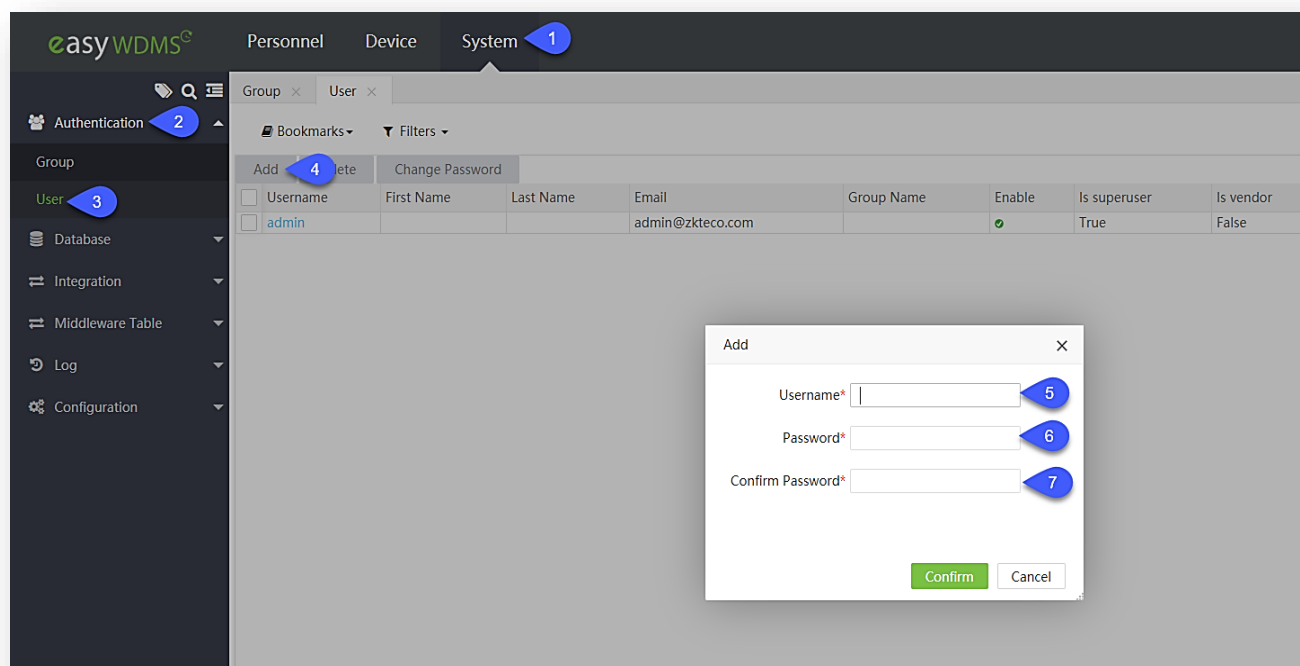 easyWDMS
Personnel Device System 1
Authentication 2
Group
User 3
Database
Integration
Middleware Table
Log
Configuration
Group × User ×
Bookmarks Filters
Add 4 lete Change Password
Username First Name Last Name Email Group Name Enable Is superuser Is vendor
admin admin@zkteco.com True False
Add ×
Username* 5
Password* 6
Confirm Password* 7
Confirm Cancel